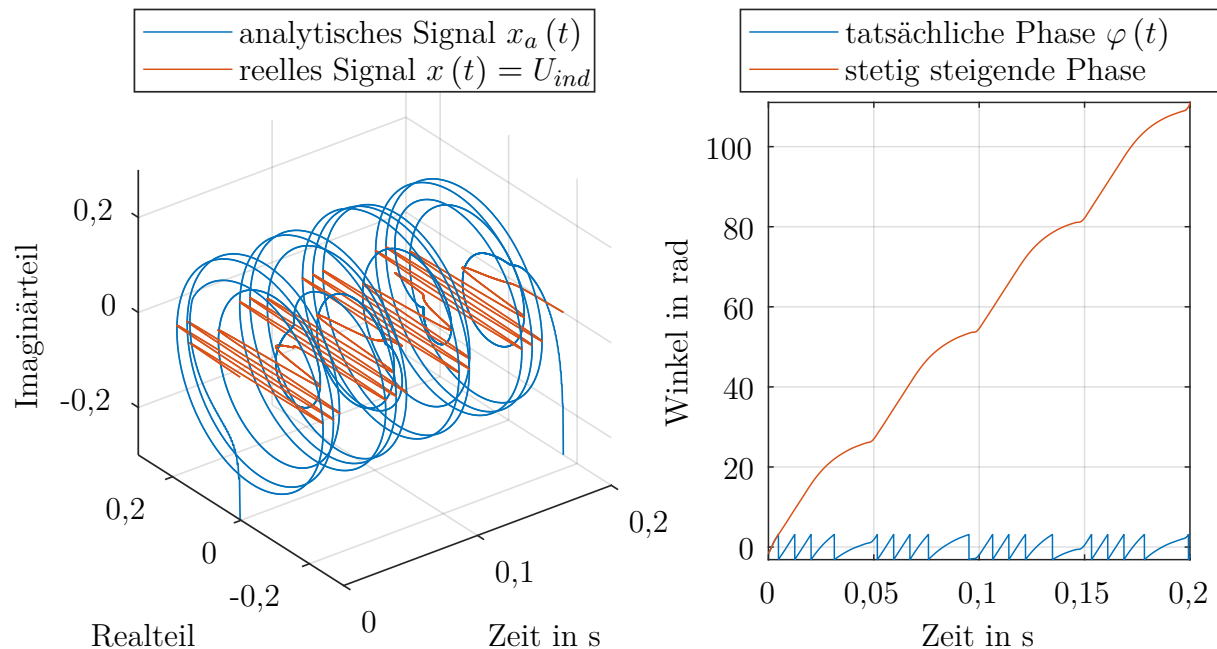 analytisches Signal xₐ (t)
reelles Signal x (t) = U_ind
0,2
0
-0,2
Imaginärteil
0,2
0
-0,2
Realteil
0
0,1
0,2
Zeit in s
tatsächliche Phase φ (t)
stetig steigende Phase
100
80
60
40
20
0
Winkel in rad
0
0,05
0,1
0,15
0,2
Zeit in s